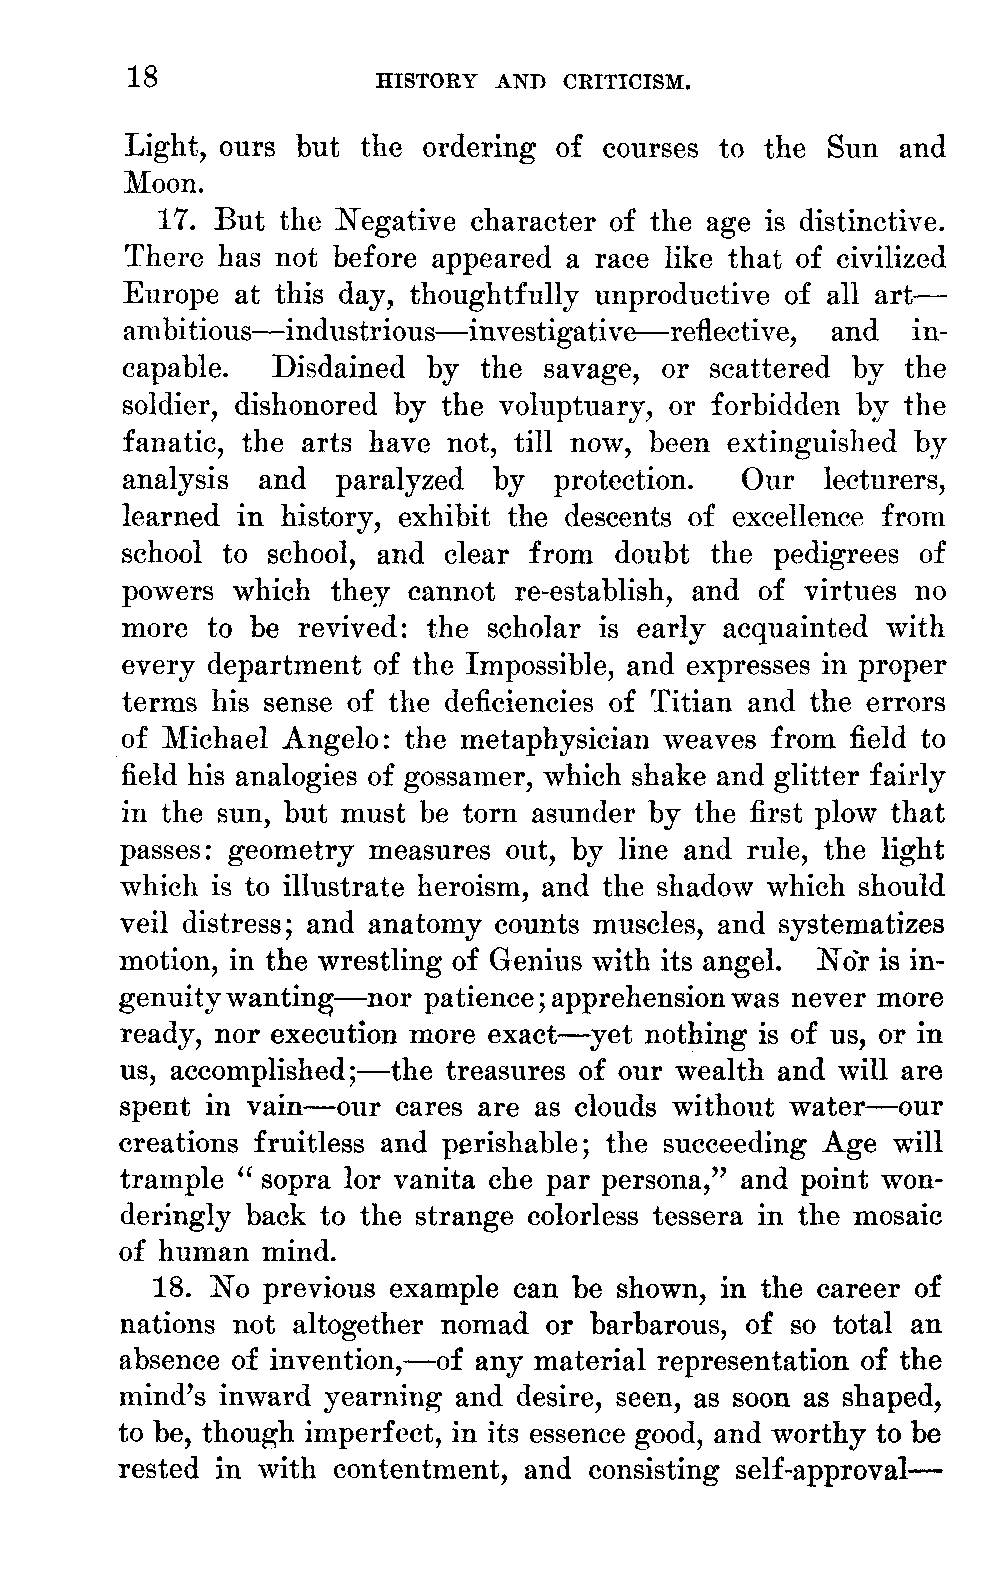 18 HISTORY AND CRITICISM.
Light, ours but the ordering of courses to the Sun and
Moon.
17. But the Negative character of the age is distinctive.
There has not before appeared a race like that of civilized
Europe at this day, thoughtfully unproductive of all art—
ambitious—industrious—investigative—reflective, and in-
capable. Disdained by the savage, or scattered by the
soldier, dishonored by the voluptuary, or forbidden by the
fanatic, the arts have not, till now, been extinguished by
analysis and paralyzed by protection. Our lecturers,
learned in history, exhibit the descents of excellence from
school to school, and clear from doubt the pedigrees of
powers which they cannot re-establish, and of virtues no
more to be revived: the scholar is early acquainted with
every department of the Impossible, and expresses in proper
terms his sense of the deficiencies of Titian and the errors
of Michael Angelo: the metaphysician weaves from field to
field his analogies of gossamer, which shake and glitter fairly
in the sun, but must be torn asunder by the first plow that
passes: geometry measures out, by line and rule, the light
which is to illustrate heroism, and the shadow which should
veil distress; and anatomy counts muscles, and systematizes
motion, in the wrestling of Genius with its angel. Nor is in-
genuity wanting—nor patience; apprehension was never more
ready, nor execution more exact—yet nothing is of us, or in
us, accomplished;—the treasures of our wealth and will are
spent in vain—our cares are as clouds without water—our
creations fruitless and perishable; the succeeding Age will
trample “ sopra lor vanita che par persona,” and point won-
deringly back to the strange colorless tessera in the mosaic
of human mind.
18. No previous example can be shown, in the career of
nations not altogether nomad or barbarous, of so total an
absence of invention,—of any material representation of the
mind’s inward yearning and desire, seen, as soon as shaped,
to be, though imperfect, in its essence good, and worthy to be
rested in with contentment, and consisting self-approval—